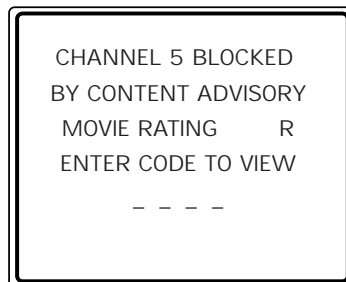 CHANNEL 5 BLOCKED
BY CONTENT ADVISORY
MOVIE RATING R
ENTER CODE TO VIEW
_ _ _ _